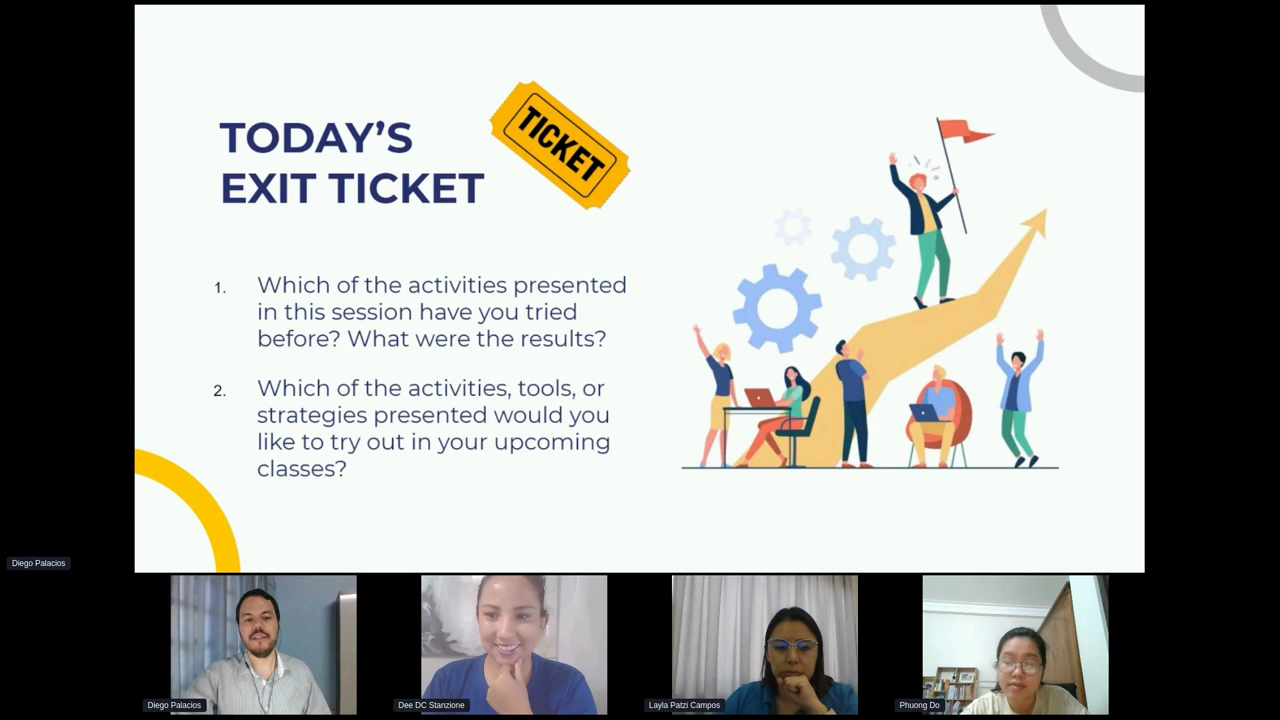 TODAY’S
EXIT TICKET
TICKET
1. Which of the activities presented
in this session have you tried
before? What were the results?
2. Which of the activities, tools, or
strategies presented would you
like to try out in your upcoming
classes?
Diego Palacios
Diego Palacios
Dee DC Stanzione
Layla Patzi Campos
Phuong Do